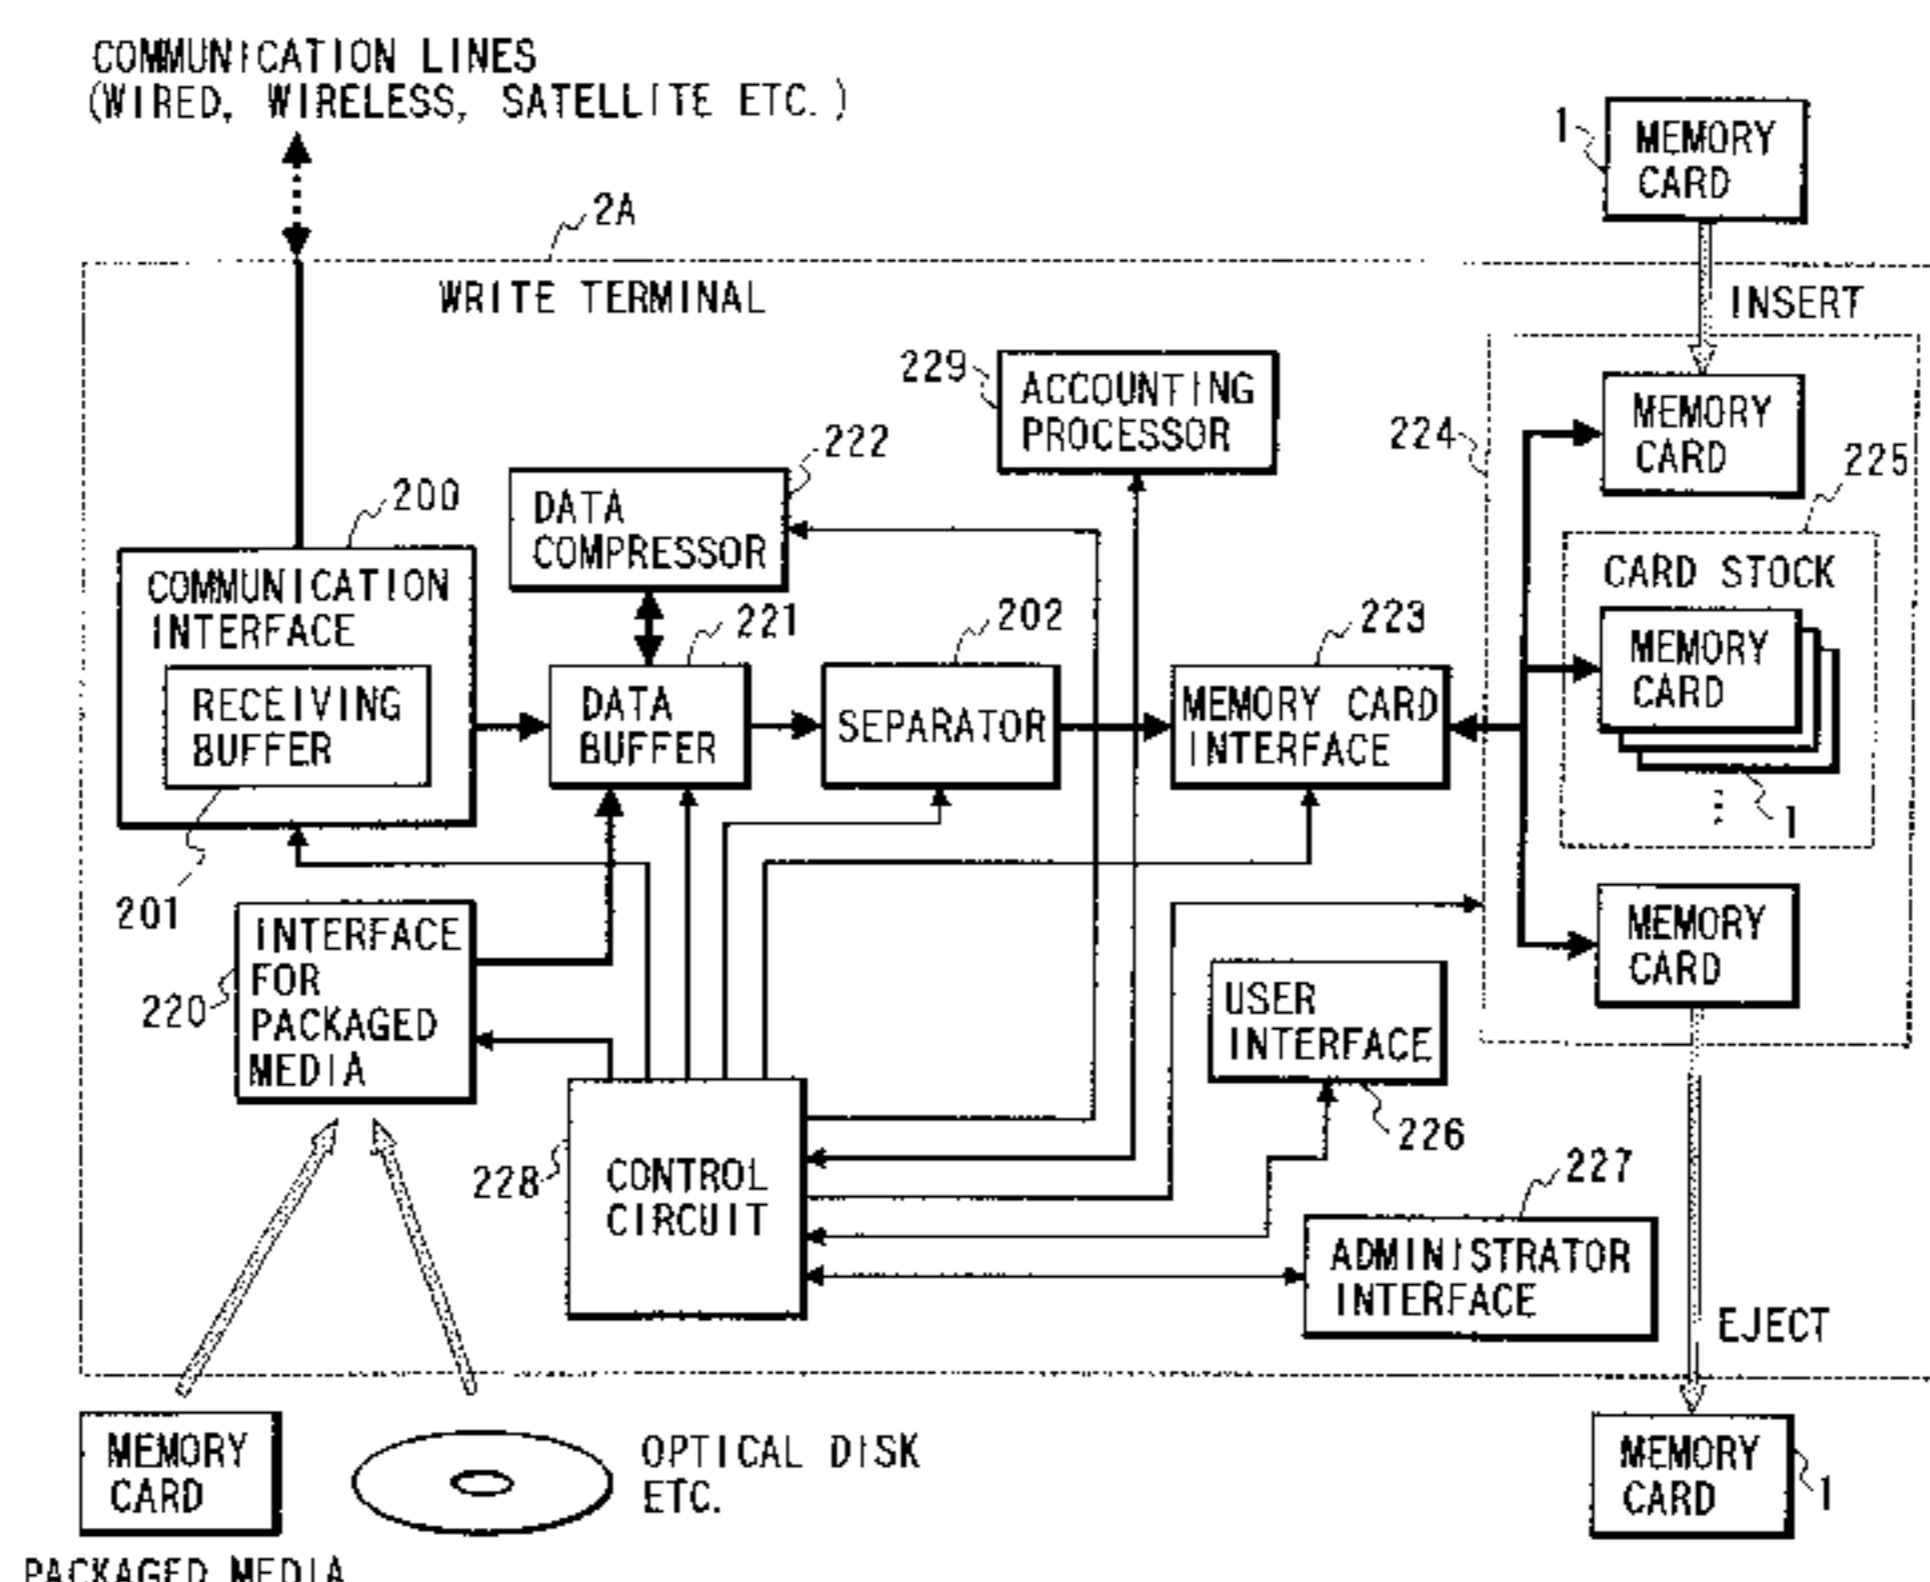 COMMUNICATION LINES
(WIRED, WIRELESS, SATELLITE ETC.)
1
MEMORY
CARD
2A
WRITE TERMINAL
INSERT
229
ACCOUNTING
PROCESSOR
MEMORY
CARD
224
225
222
DATA
COMPRESSOR
200
COMMUNICATION
INTERFACE
RECEIVING
BUFFER
201
221
DATA
BUFFER
202
SEPARATOR
223
MEMORY CARD
INTERFACE
CARD STOCK
MEMORY
CARD
1
MEMORY
CARD
220
INTERFACE
FOR
PACKAGED
MEDIA
USER
INTERFACE
226
228
CONTROL
CIRCUIT
227
ADMINISTRATOR
INTERFACE
EJECT
MEMORY
CARD
OPTICAL DISK
ETC.
MEMORY
CARD
1
PACKAGED MEDIA